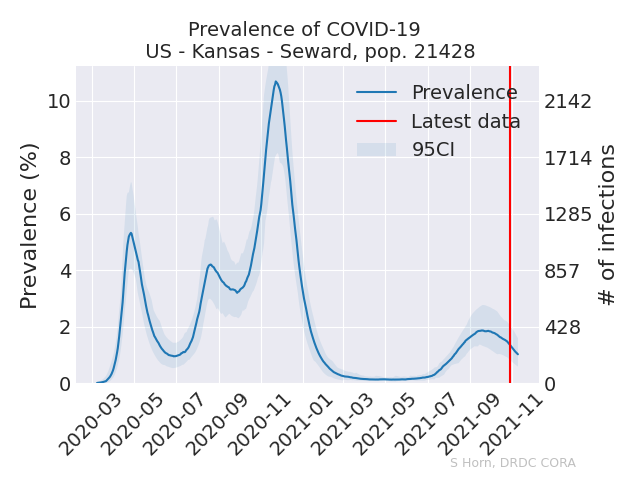 Prevalence of COVID-19
US - Kansas - Seward, pop. 21428
Prevalence (%)
10
8
6
4
2
0
Prevalence
Latest data
95CI
2142
1714
1285
857
428
0
# of infections
2020-03
2020-05
2020-07
2020-09
2020-11
2021-01
2021-03
2021-05
2021-07
2021-09
2021-11
S Horn, DRDC CORA